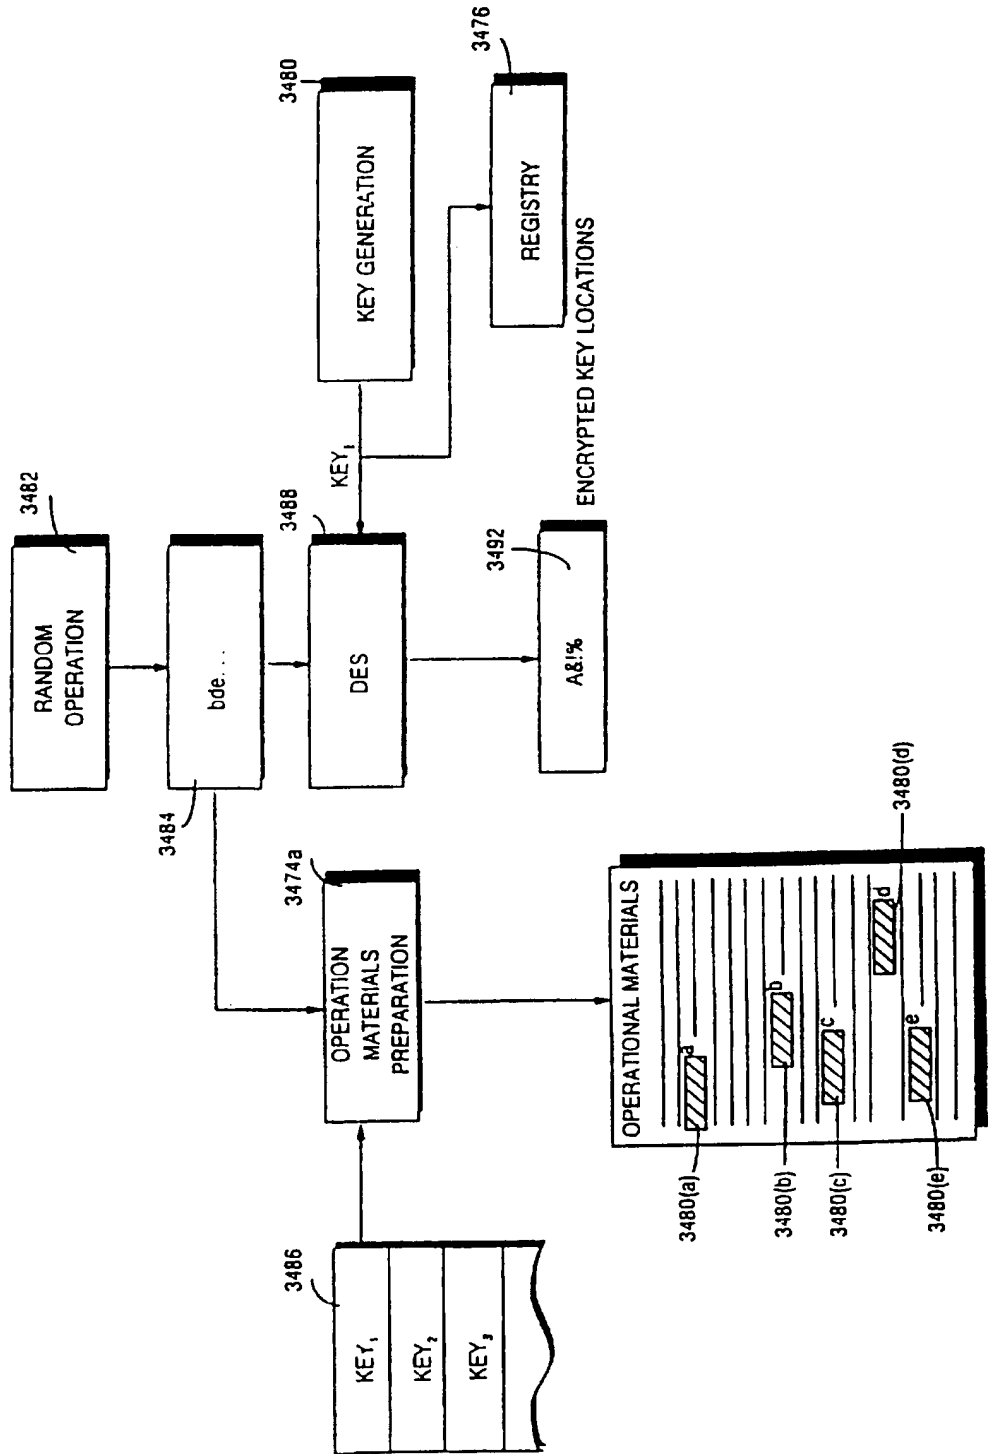 3482
RANDOM
OPERATION
3484
bde...
3488
DES
KEY₁
3480
KEY GENERATION
3476
REGISTRY
3492
A&!%
ENCRYPTED KEY LOCATIONS
3486
KEY₁
KEY₂
KEY₃
3474a
OPERATION
MATERIALS
PREPARATION
OPERATIONAL MATERIALS
a
b
c
d
e
3480(a)
3480(b)
3480(c)
3480(d)
3480(e)